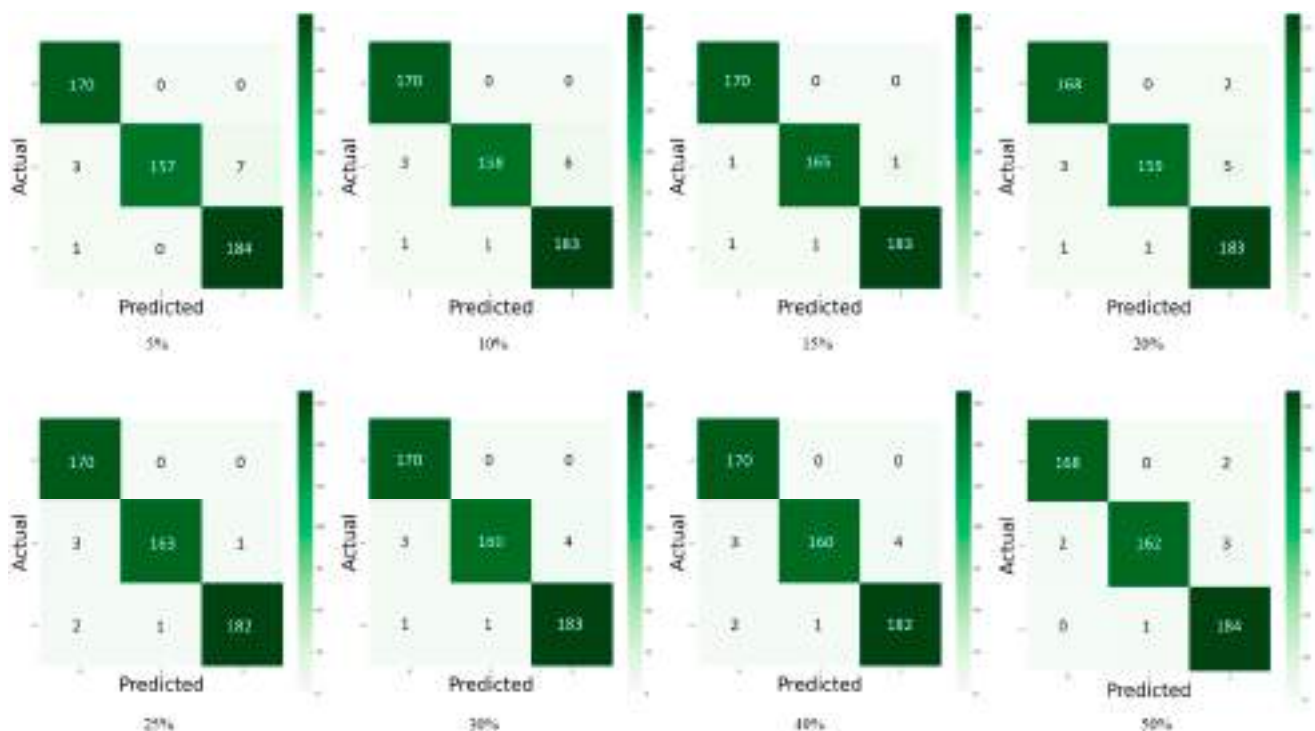 170 0 0
3 157 7
1 0 184
Actual
Predicted
5%
170 0 0
3 158 6
1 1 183
Actual
Predicted
10%
170 0 0
1 165 1
1 1 183
Actual
Predicted
15%
168 0 2
3 5
1 1 183
Actual
Predicted
20%
170 0 0
3 163 1
2 1 182
Actual
Predicted
25%
170 0 0
3 160 4
1 1 183
Actual
Predicted
30%
170 0 0
3 160 4
2 1 182
Actual
Predicted
40%
168 0 2
2 162 3
0 1 184
Actual
Predicted
50%